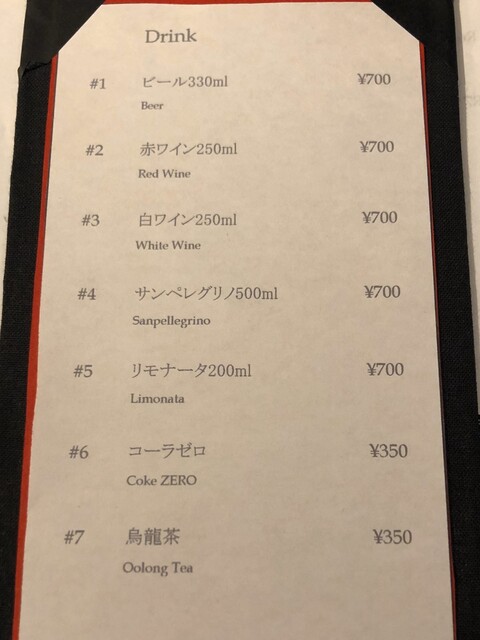 Drink
#1 ビール330ml ¥700
Beer
#2 赤ワイン250ml ¥700
Red Wine
#3 白ワイン250ml ¥700
White Wine
#4 サンペレグリノ500ml ¥700
Sanpellegrino
#5 リモナータ200ml ¥700
Limonata
#6 コーラゼロ ¥350
Coke ZERO
#7 烏龍茶 ¥350
Oolong Tea